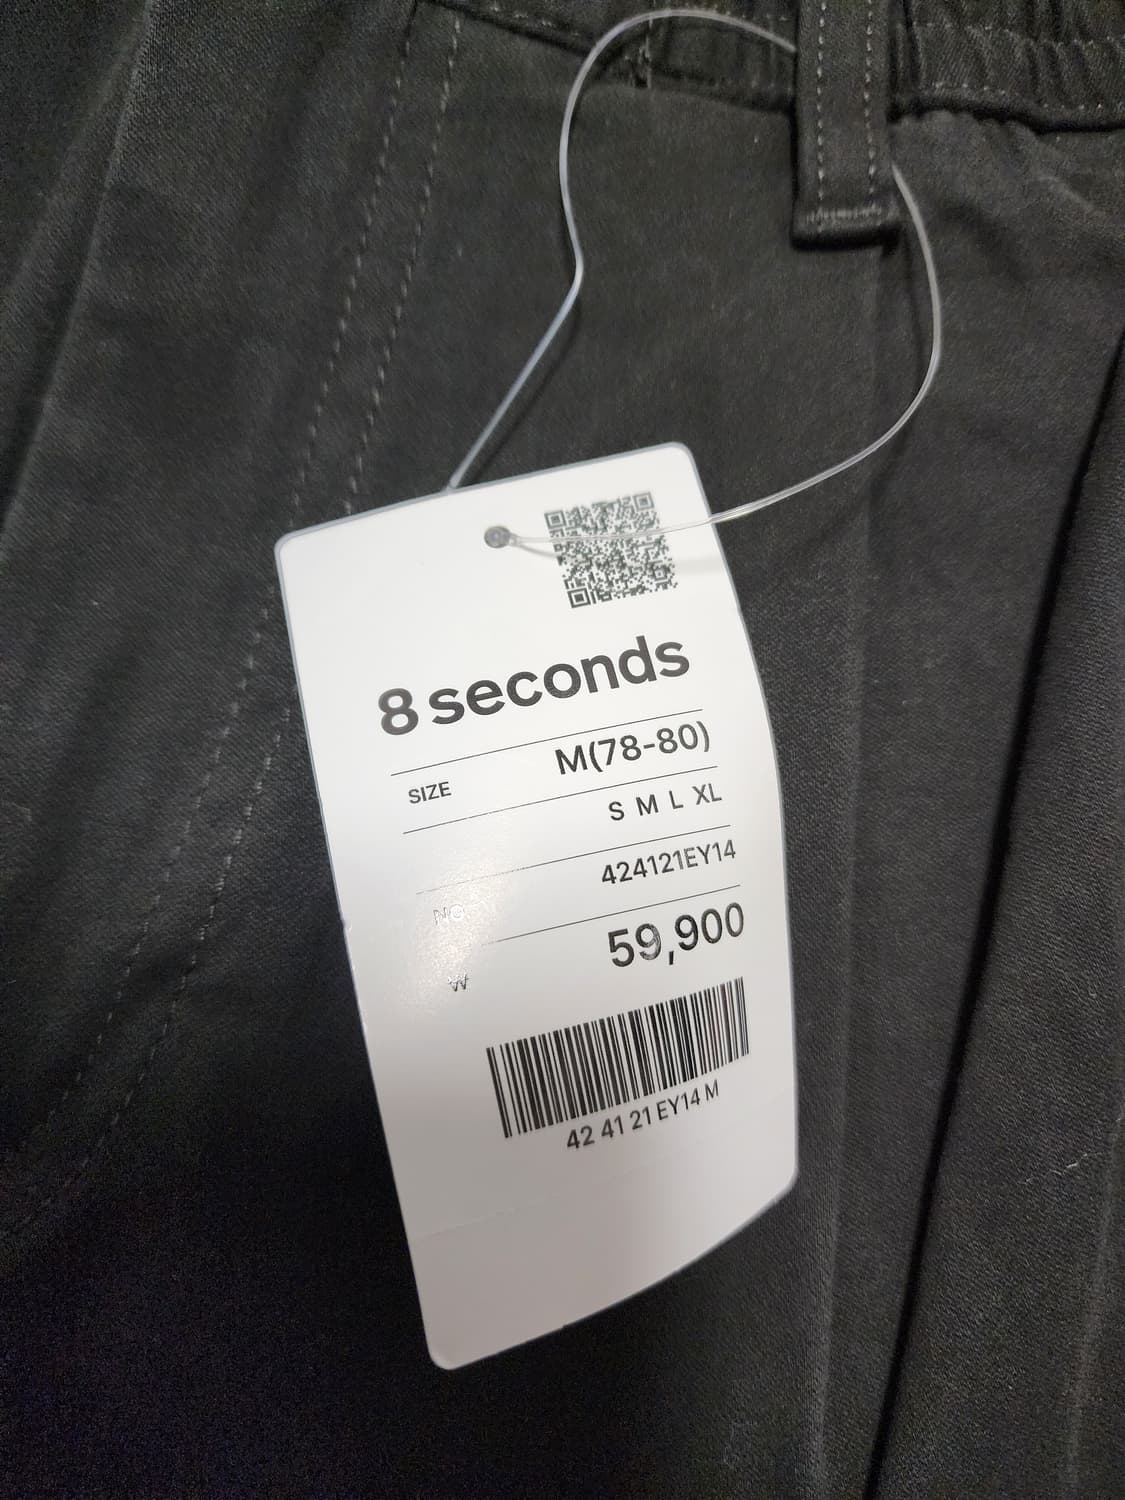 8 seconds
SIZE M(78-80)
S M L XL
NO 424121EY14
₩ 59,900
42 41 21 EY14 M